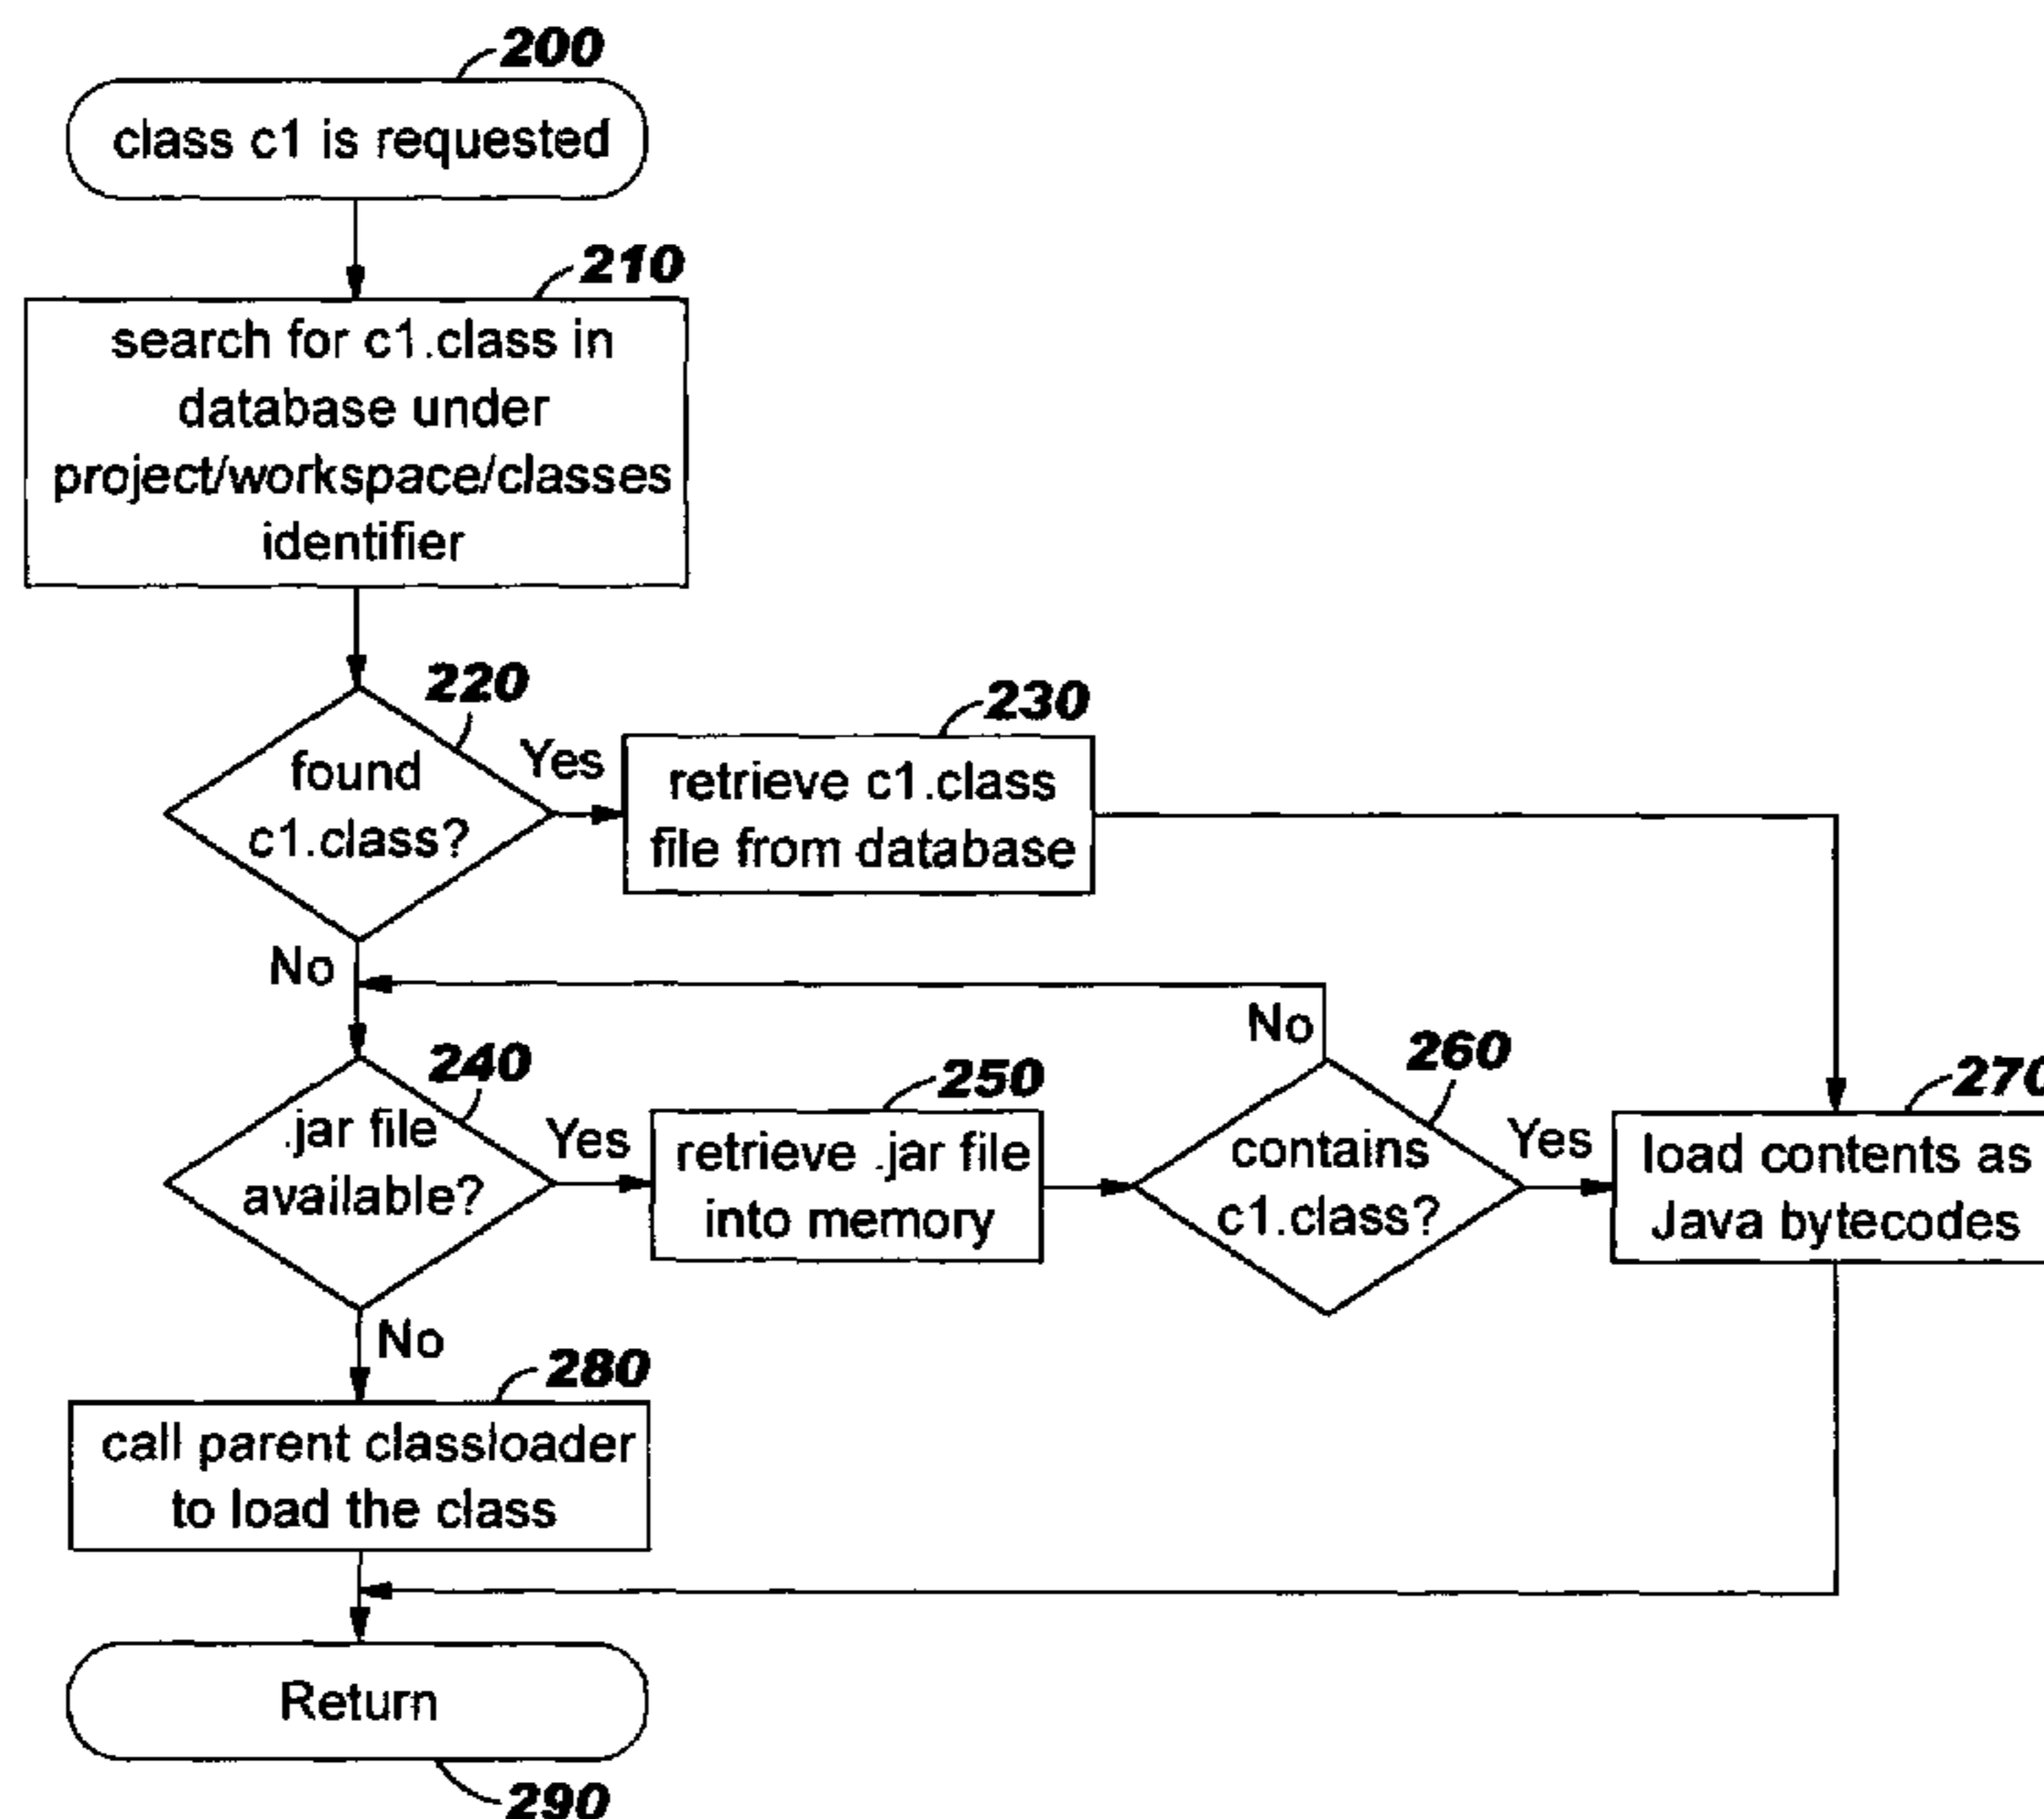 200
class c1 is requested
210
search for c1.class in
database under
project/workspace/classes
identifier
220
found
c1.class?
Yes
230
retrieve c1.class
file from database
No
240
.jar file
available?
Yes
250
retrieve .jar file
into memory
No
260
contains
c1.class?
Yes
270
load contents as
Java bytecodes
No
280
call parent classloader
to load the class
Return
290